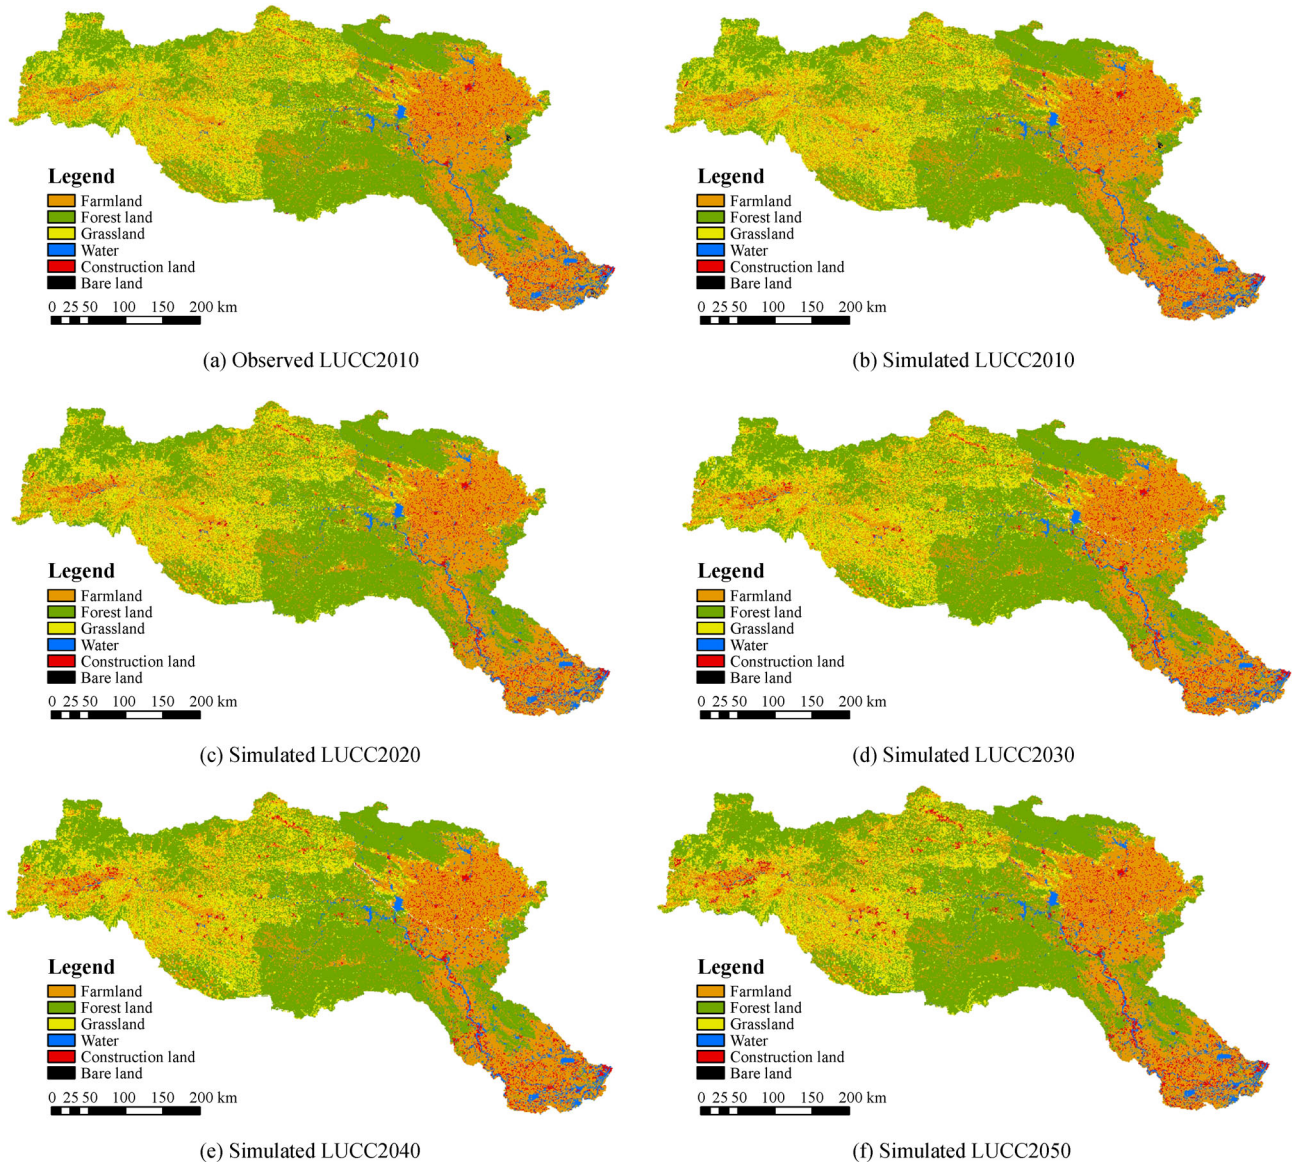 Legend
Farmland
Forest land
Grassland
Water
Construction land
Bare land
0 25 50 100 150 200 km
(a) Observed LUCC2010
Legend
Farmland
Forest land
Grassland
Water
Construction land
Bare land
0 25 50 100 150 200 km
(b) Simulated LUCC2010
Legend
Farmland
Forest land
Grassland
Water
Construction land
Bare land
0 25 50 100 150 200 km
(c) Simulated LUCC2020
Legend
Farmland
Forest land
Grassland
Water
Construction land
Bare land
0 25 50 100 150 200 km
(d) Simulated LUCC2030
Legend
Farmland
Forest land
Grassland
Water
Construction land
Bare land
0 25 50 100 150 200 km
(e) Simulated LUCC2040
Legend
Farmland
Forest land
Grassland
Water
Construction land
Bare land
0 25 50 100 150 200 km
(f) Simulated LUCC2050